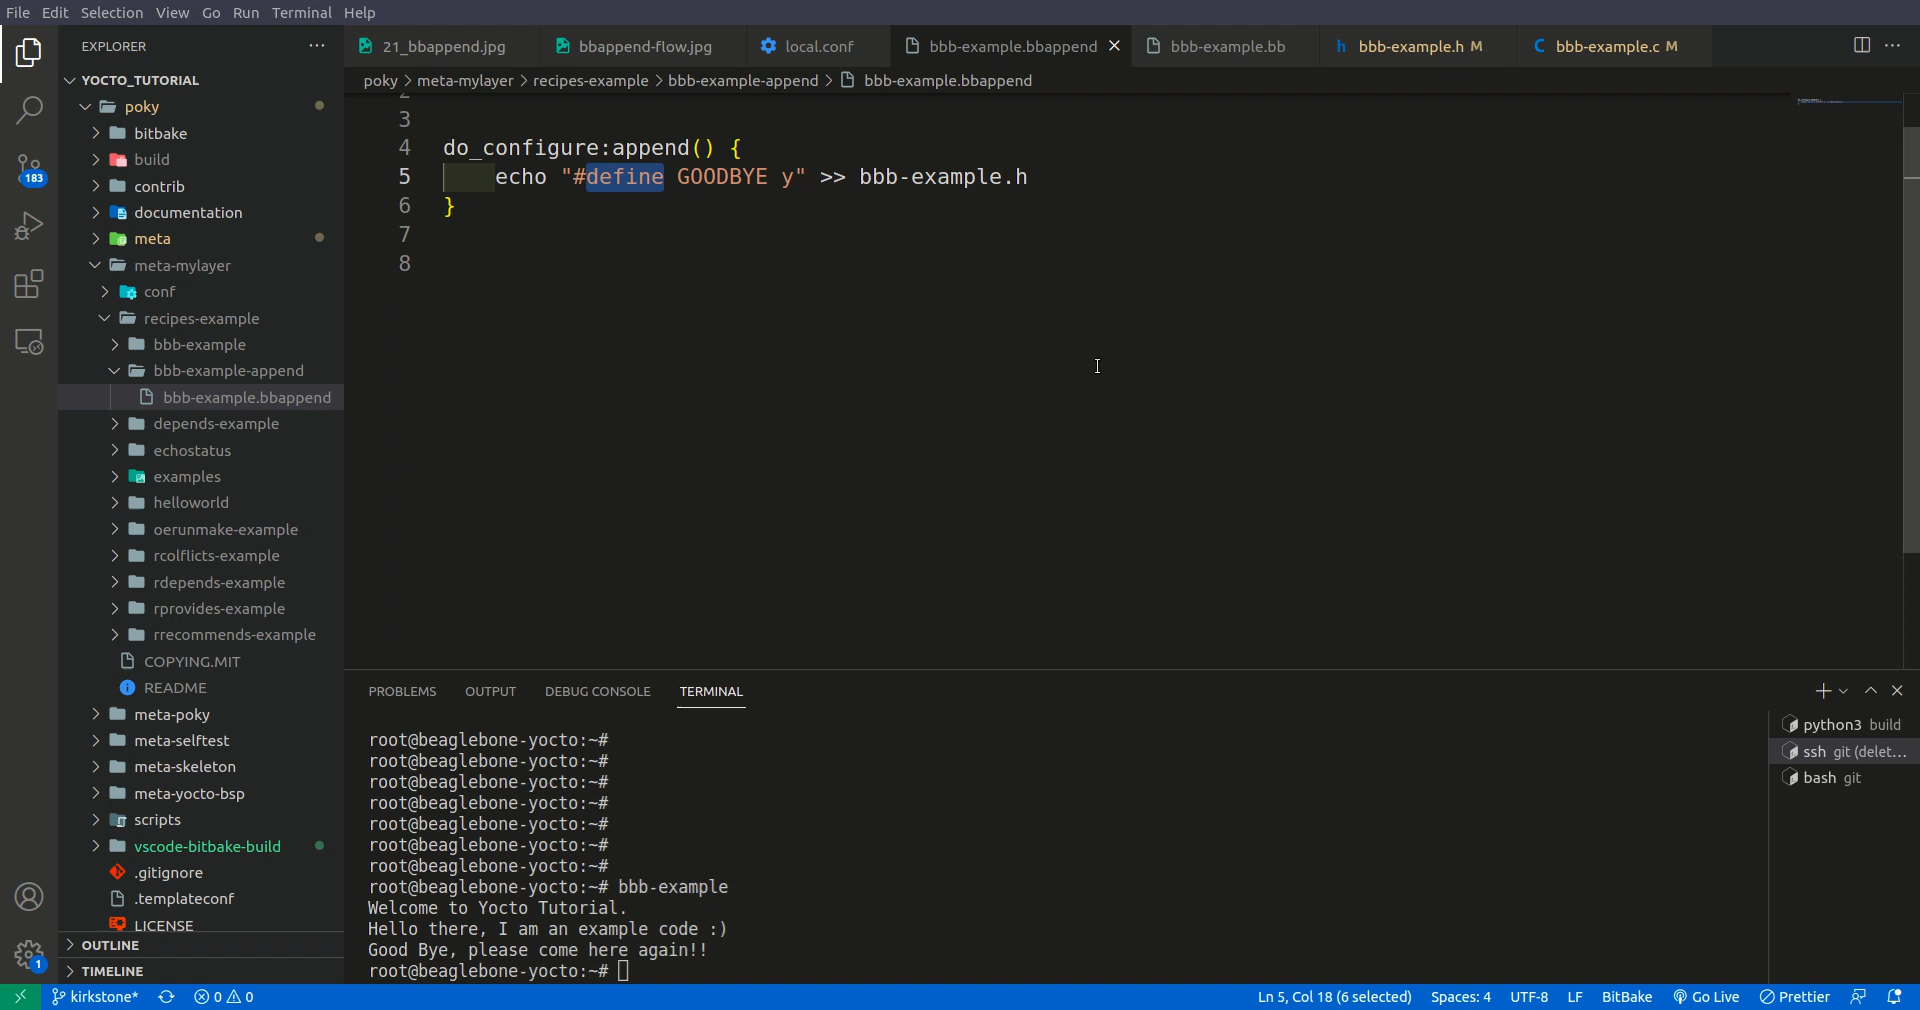 File Edit Selection View Go Run Terminal Help
EXPLORER
21_bbappend.jpg
bbappend-flow.jpg
local.conf
bbb-example.bbappend
bbb-example.bb
h bbb-example.h M
C bbb-example.c M
poky > meta-mylayer > recipes-example > bbb-example-append > bbb-example.bbappend
YOCTO_TUTORIAL
poky
bitbake
build
contrib
documentation
meta
meta-mylayer
conf
recipes-example
bbb-example
bbb-example-append
bbb-example.bbappend
depends-example
echostatus
examples
helloworld
oerunmake-example
rcolflicts-example
rdepends-example
rprovides-example
rrecommends-example
COPYING.MIT
README
meta-poky
meta-selftest
meta-skeleton
meta-yocto-bsp
scripts
vscode-bitbake-build
.gitignore
.templateconf
LICENSE
OUTLINE
TIMELINE
183
1
2
3
4 do_configure:append() {
5 echo "#define GOODBYE y" >> bbb-example.h
6 }
7
8
PROBLEMS OUTPUT DEBUG CONSOLE TERMINAL
root@beaglebone-yocto:~#
root@beaglebone-yocto:~#
root@beaglebone-yocto:~#
root@beaglebone-yocto:~#
root@beaglebone-yocto:~#
root@beaglebone-yocto:~#
root@beaglebone-yocto:~#
root@beaglebone-yocto:~# bbb-example
Welcome to Yocto Tutorial.
Hello there, I am an example code :)
Good Bye, please come here again!!
root@beaglebone-yocto:~#
python3 build
ssh git (delet...
bash git
kirkstone* 0 0
Ln 5, Col 18 (6 selected) Spaces: 4 UTF-8 LF BitBake Go Live Prettier